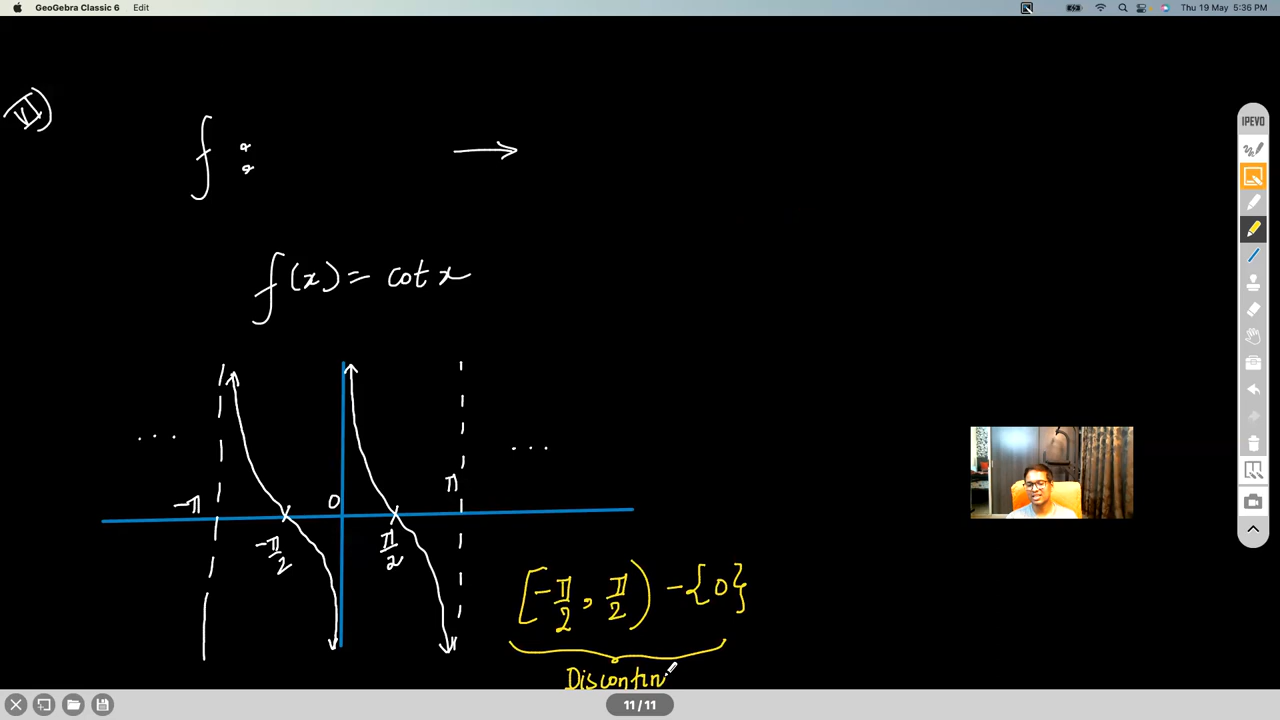 GeoGebra Classic 6 Edit Thu 19 May 5:36 PM
VI)
f : →
IPEVO
f(x) = cot x
... ...
-π 0 π
-π/2 π/2
[-π/2, π/2) - {0}
Discontin
11 / 11